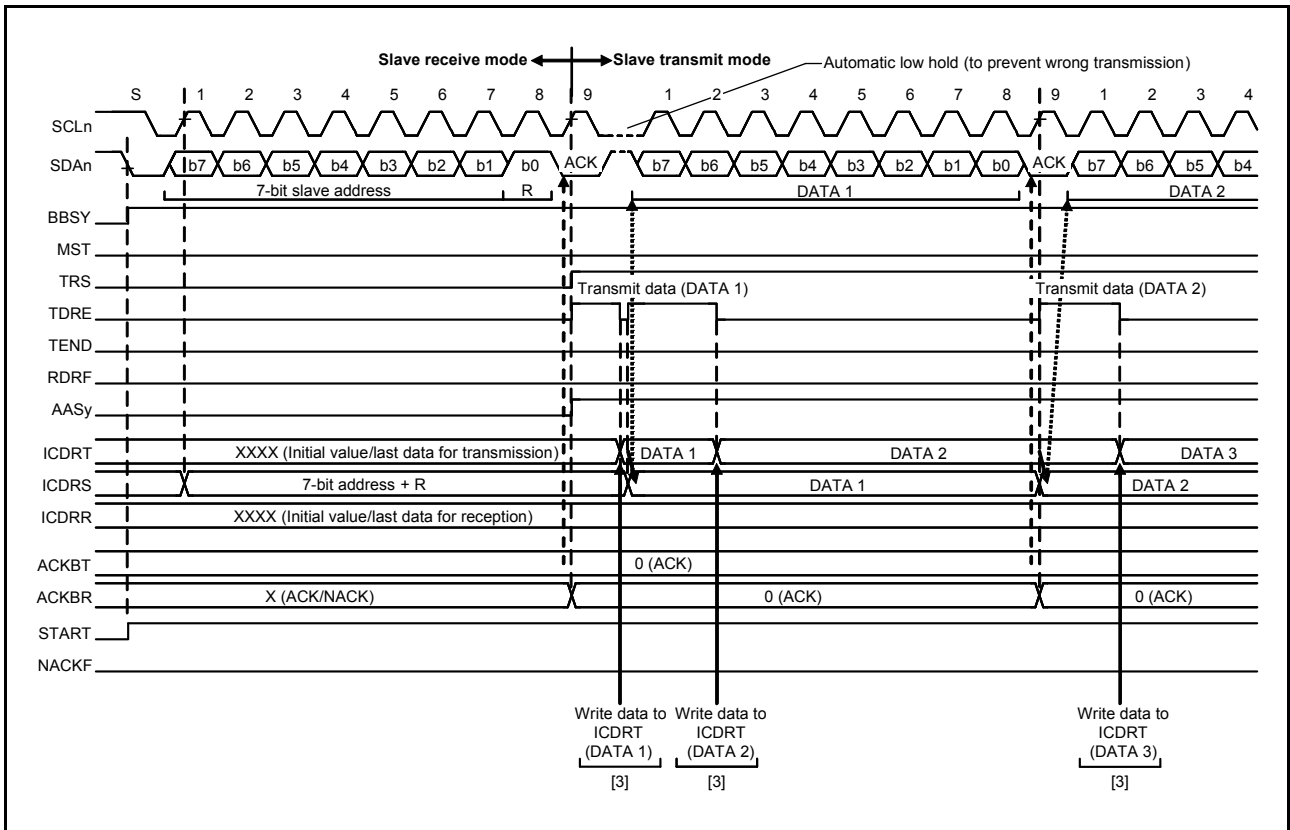 Slave receive mode Slave transmit mode
Automatic low hold (to prevent wrong transmission)
S 1 2 3 4 5 6 7 8 9 1 2 3 4 5 6 7 8 9 1 2 3 4
SCLn
SDAn b7 b6 b5 b4 b3 b2 b1 b0 ACK b7 b6 b5 b4 b3 b2 b1 b0 ACK b7 b6 b5 b4
7-bit slave address R DATA 1 DATA 2
BBSY
MST
TRS
Transmit data (DATA 1) Transmit data (DATA 2)
TDRE
TEND
RDRF
AASy
ICDRT XXXX (Initial value/last data for transmission) DATA 1 DATA 2 DATA 3
ICDRS 7-bit address + R DATA 1 DATA 2
ICDRR XXXX (Initial value/last data for reception)
ACKBT 0 (ACK)
ACKBR X (ACK/NACK) 0 (ACK) 0 (ACK)
START
NACKF
Write data to Write data to Write data to
ICDRT ICDRT ICDRT
(DATA 1) (DATA 2) (DATA 3)
[3] [3] [3]